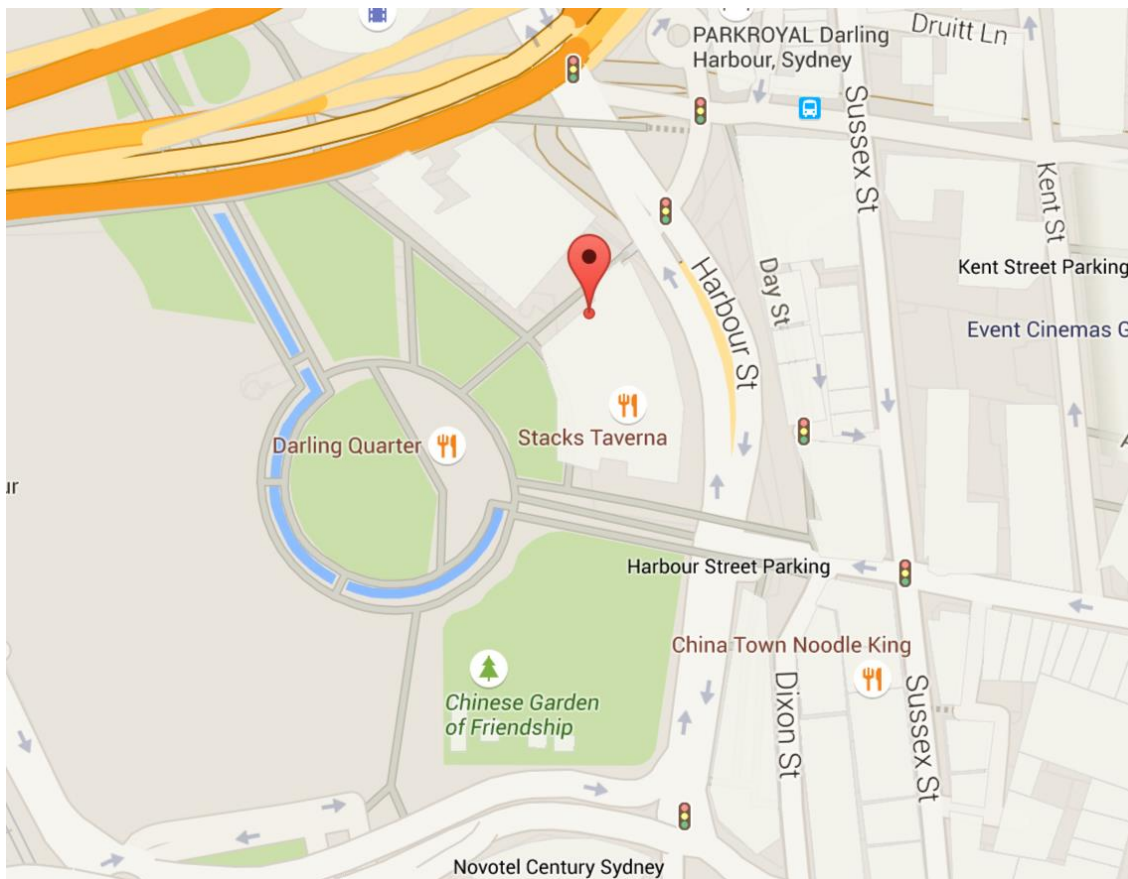 Druitt Ln
PARKROYAL Darling
Harbour, Sydney
Sussex St
Kent St
Kent Street Parking
Harbour St
Day St
Event Cinemas G
Stacks Taverna
Darling Quarter
ur
Harbour Street Parking
China Town Noodle King
Chinese Garden
of Friendship
Dixon St
Sussex St
Novotel Century Sydney